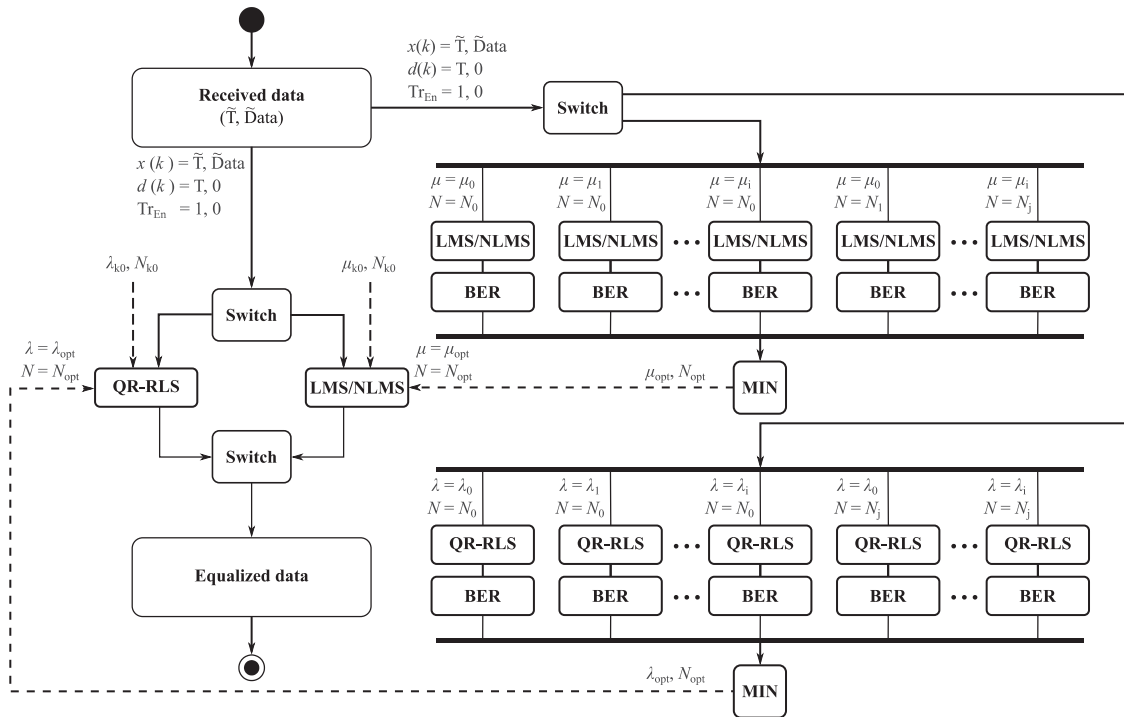 x(k) = T̃, D̃ata
d(k) = T, 0
Tr_En = 1, 0
Received data
(T̃, D̃ata)
Switch
x (k) = T̃, D̃ata
d (k) = T, 0
Tr_En = 1, 0
μ = μ_0
N = N_0
μ = μ_1
N = N_0
μ = μ_i
N = N_0
μ = μ_0
N = N_1
μ = μ_i
N = N_j
LMS/NLMS
LMS/NLMS
LMS/NLMS
LMS/NLMS
LMS/NLMS
BER
BER
BER
BER
BER
λ_k0, N_k0
μ_k0, N_k0
Switch
λ = λ_opt
N = N_opt
μ = μ_opt
N = N_opt
QR-RLS
LMS/NLMS
μ_opt, N_opt
MIN
Switch
λ = λ_0
N = N_0
λ = λ_1
N = N_0
λ = λ_i
N = N_0
λ = λ_0
N = N_j
λ = λ_i
N = N_j
QR-RLS
QR-RLS
QR-RLS
QR-RLS
QR-RLS
Equalized data
BER
BER
BER
BER
BER
λ_opt, N_opt
MIN